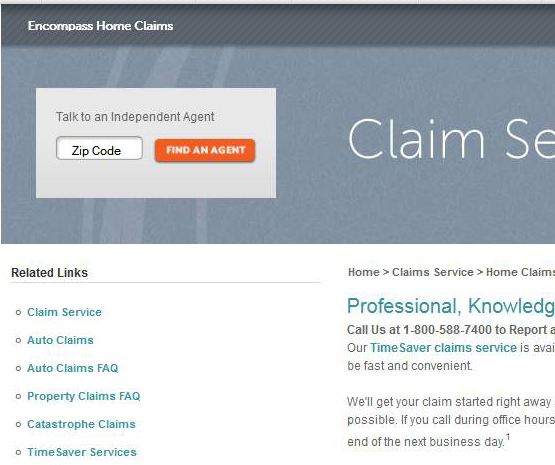 Encompass Home Claims
Talk to an Independent Agent
Zip Code
FIND AN AGENT
Claim Se
Related Links
Claim Service
Auto Claims
Auto Claims FAQ
Property Claims FAQ
Catastrophe Claims
TimeSaver Services
Home > Claims Service > Home Claims
Professional, Knowledg
Call Us at 1-800-588-7400 to Report a
Our TimeSaver claims service is avai
be fast and convenient.
We'll get your claim started right away
possible. If you call during office hours
end of the next business day.1